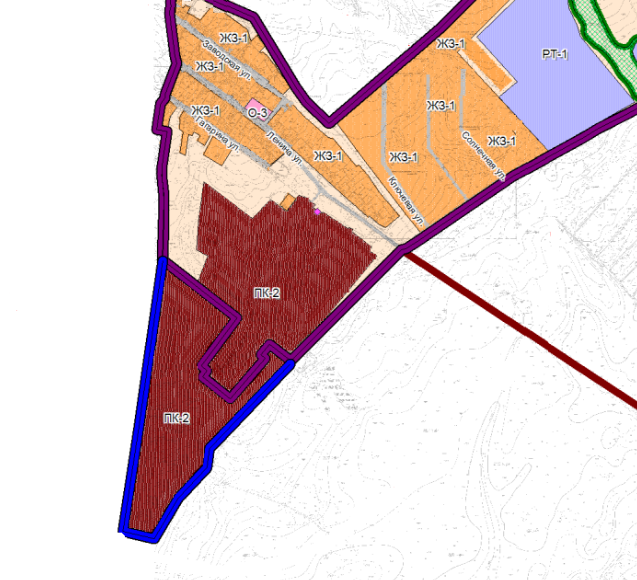 ЖЗ-1
Заводская ул.
ЖЗ-1
ЖЗ-1
РТ-1
ЖЗ-1
О-3
ЖЗ-1
Гагарина ул.
Ленина ул.
ЖЗ-1
ЖЗ-1
ЖЗ-1
Солнечная ул.
Ключевая ул.
ПК-2
ПК-2